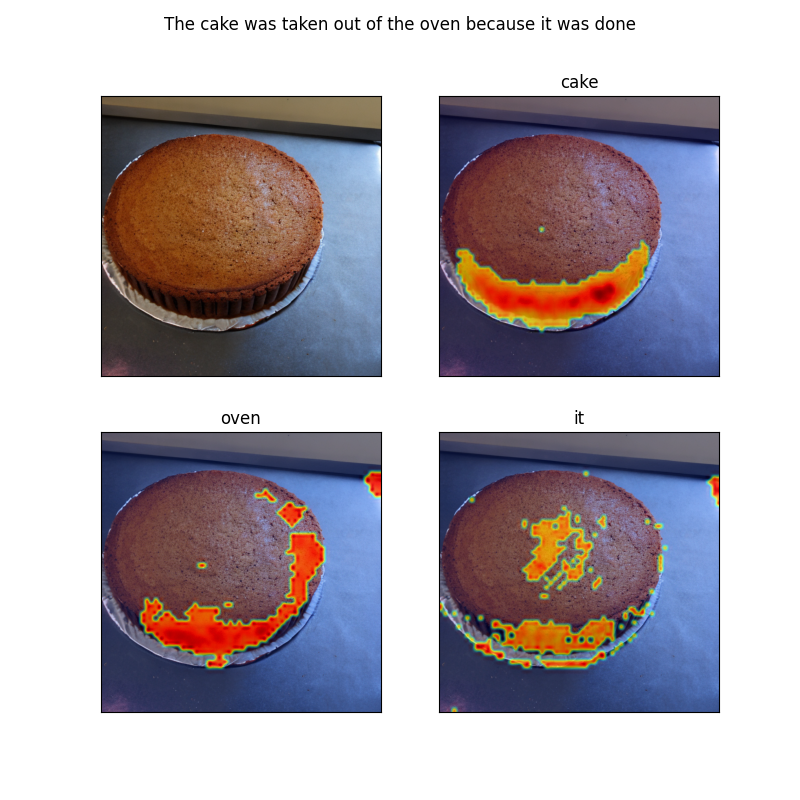 The cake was taken out of the oven because it was done
cake
oven
it